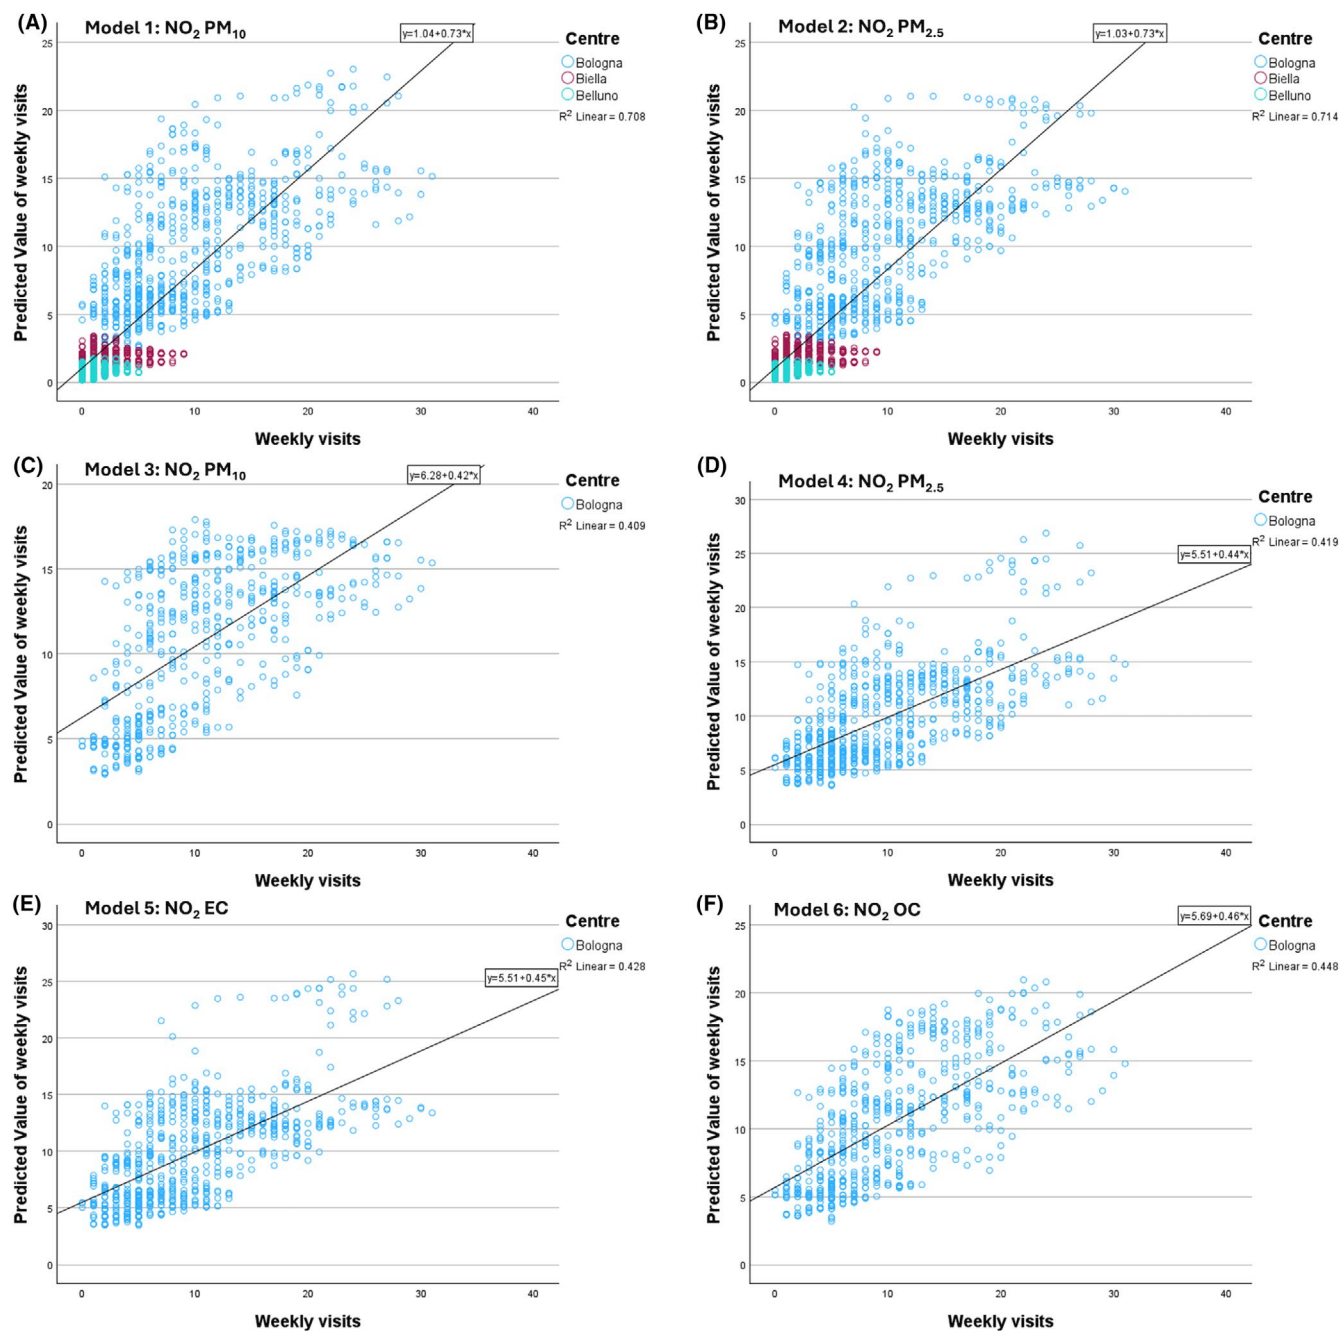 (A)
Model 1: NO₂ PM₁₀
y=1.04+0.73*x
Centre
Bologna
Biella
Belluno
R² Linear = 0.708
Predicted Value of weekly visits
25
20
15
10
5
0
0 10 20 30 40
Weekly visits
(B)
Model 2: NO₂ PM₂.₅
y=1.03+0.73*x
Centre
Bologna
Biella
Belluno
R² Linear = 0.714
Predicted Value of weekly visits
25
20
15
10
5
0
0 10 20 30 40
Weekly visits
(C)
Model 3: NO₂ PM₁₀
y=6.28+0.42*x
Centre
Bologna
R² Linear = 0.409
Predicted Value of weekly visits
20
15
10
5
0
0 10 20 30 40
Weekly visits
(D)
Model 4: NO₂ PM₂.₅
y=5.51+0.44*x
Centre
Bologna
R² Linear = 0.419
Predicted Value of weekly visits
30
25
20
15
10
5
0
0 10 20 30 40
Weekly visits
(E)
Model 5: NO₂ EC
y=5.51+0.45*x
Centre
Bologna
R² Linear = 0.428
Predicted Value of weekly visits
30
25
20
15
10
5
0
0 10 20 30 40
Weekly visits
(F)
Model 6: NO₂ OC
y=5.69+0.46*x
Centre
Bologna
R² Linear = 0.448
Predicted Value of weekly visits
25
20
15
10
5
0
0 10 20 30 40
Weekly visits